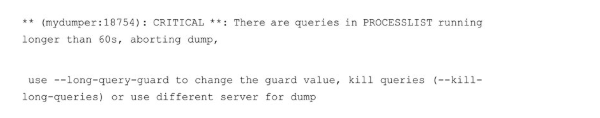 ** (mydumper:18754): CRITICAL **: There are queries in PROCESSLIST running
longer than 60s, aborting dump,
use --long-query-guard to change the guard value, kill queries (--kill-
long-queries) or use different server for dump